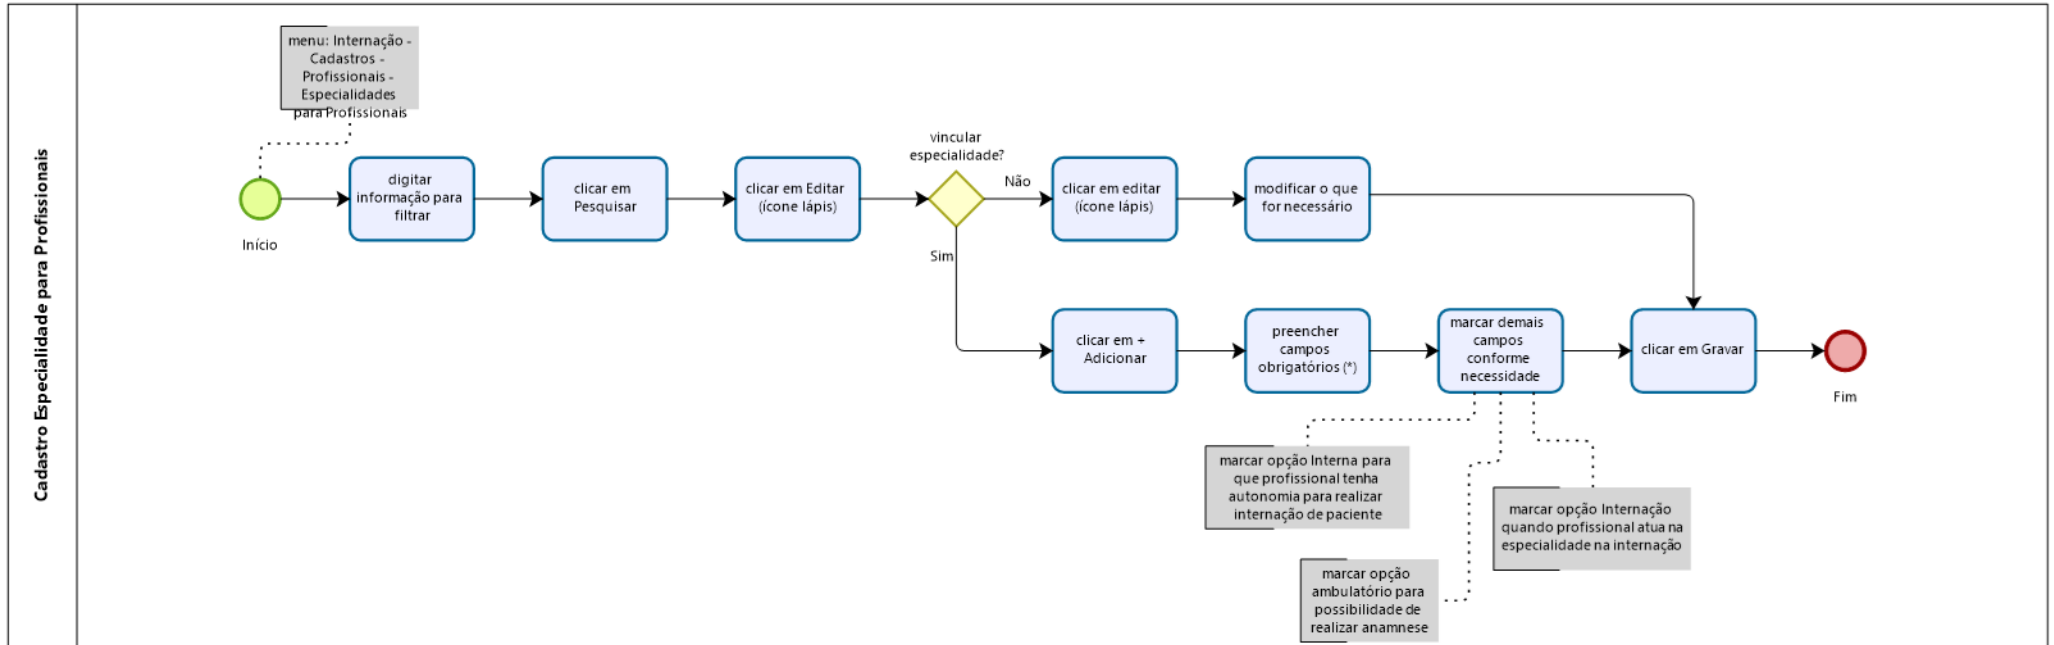 Cadastro Especialidade para Profissionais
menu: Internação -
Cadastros -
Profissionais -
Especialidades
para Profissionais
Início
digitar
informação para
filtrar
clicar em
Pesquisar
clicar em Editar
(ícone lápis)
vincular
especialidade?
Não
Sim
clicar em editar
(ícone lápis)
modificar o que
for necessário
clicar em +
Adicionar
preencher
campos
obrigatórios (*)
marcar demais
campos
conforme
necessidade
clicar em Gravar
Fim
marcar opção Interna para
que profissional tenha
autonomia para realizar
internação de paciente
marcar opção
ambulatório para
possibilidade de
realizar anamnese
marcar opção Internação
quando profissional atua na
especialidade na internação